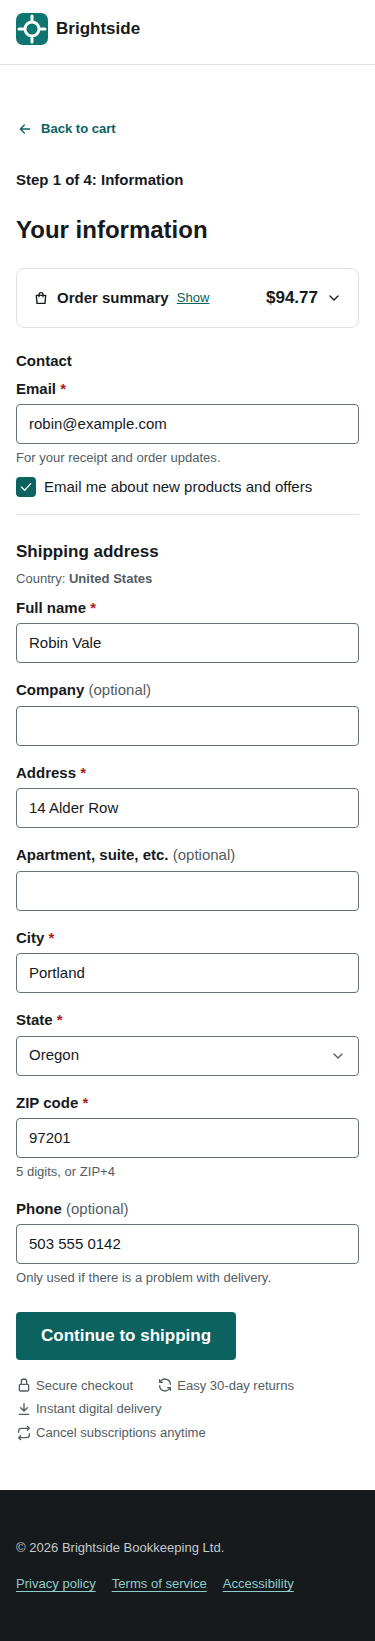 Brightside
Back to cart
Step 1 of 4: Information
Your information
Order summary Show $94.77
Contact
Email *
robin@example.com
For your receipt and order updates.
Email me about new products and offers
Shipping address
Country: United States
Full name *
Robin Vale
Company (optional)
Address *
14 Alder Row
Apartment, suite, etc. (optional)
City *
Portland
State *
Oregon
ZIP code *
97201
5 digits, or ZIP+4
Phone (optional)
503 555 0142
Only used if there is a problem with delivery.
Continue to shipping
Secure checkout Easy 30-day returns
Instant digital delivery
Cancel subscriptions anytime
© 2026 Brightside Bookkeeping Ltd.
Privacy policy Terms of service Accessibility